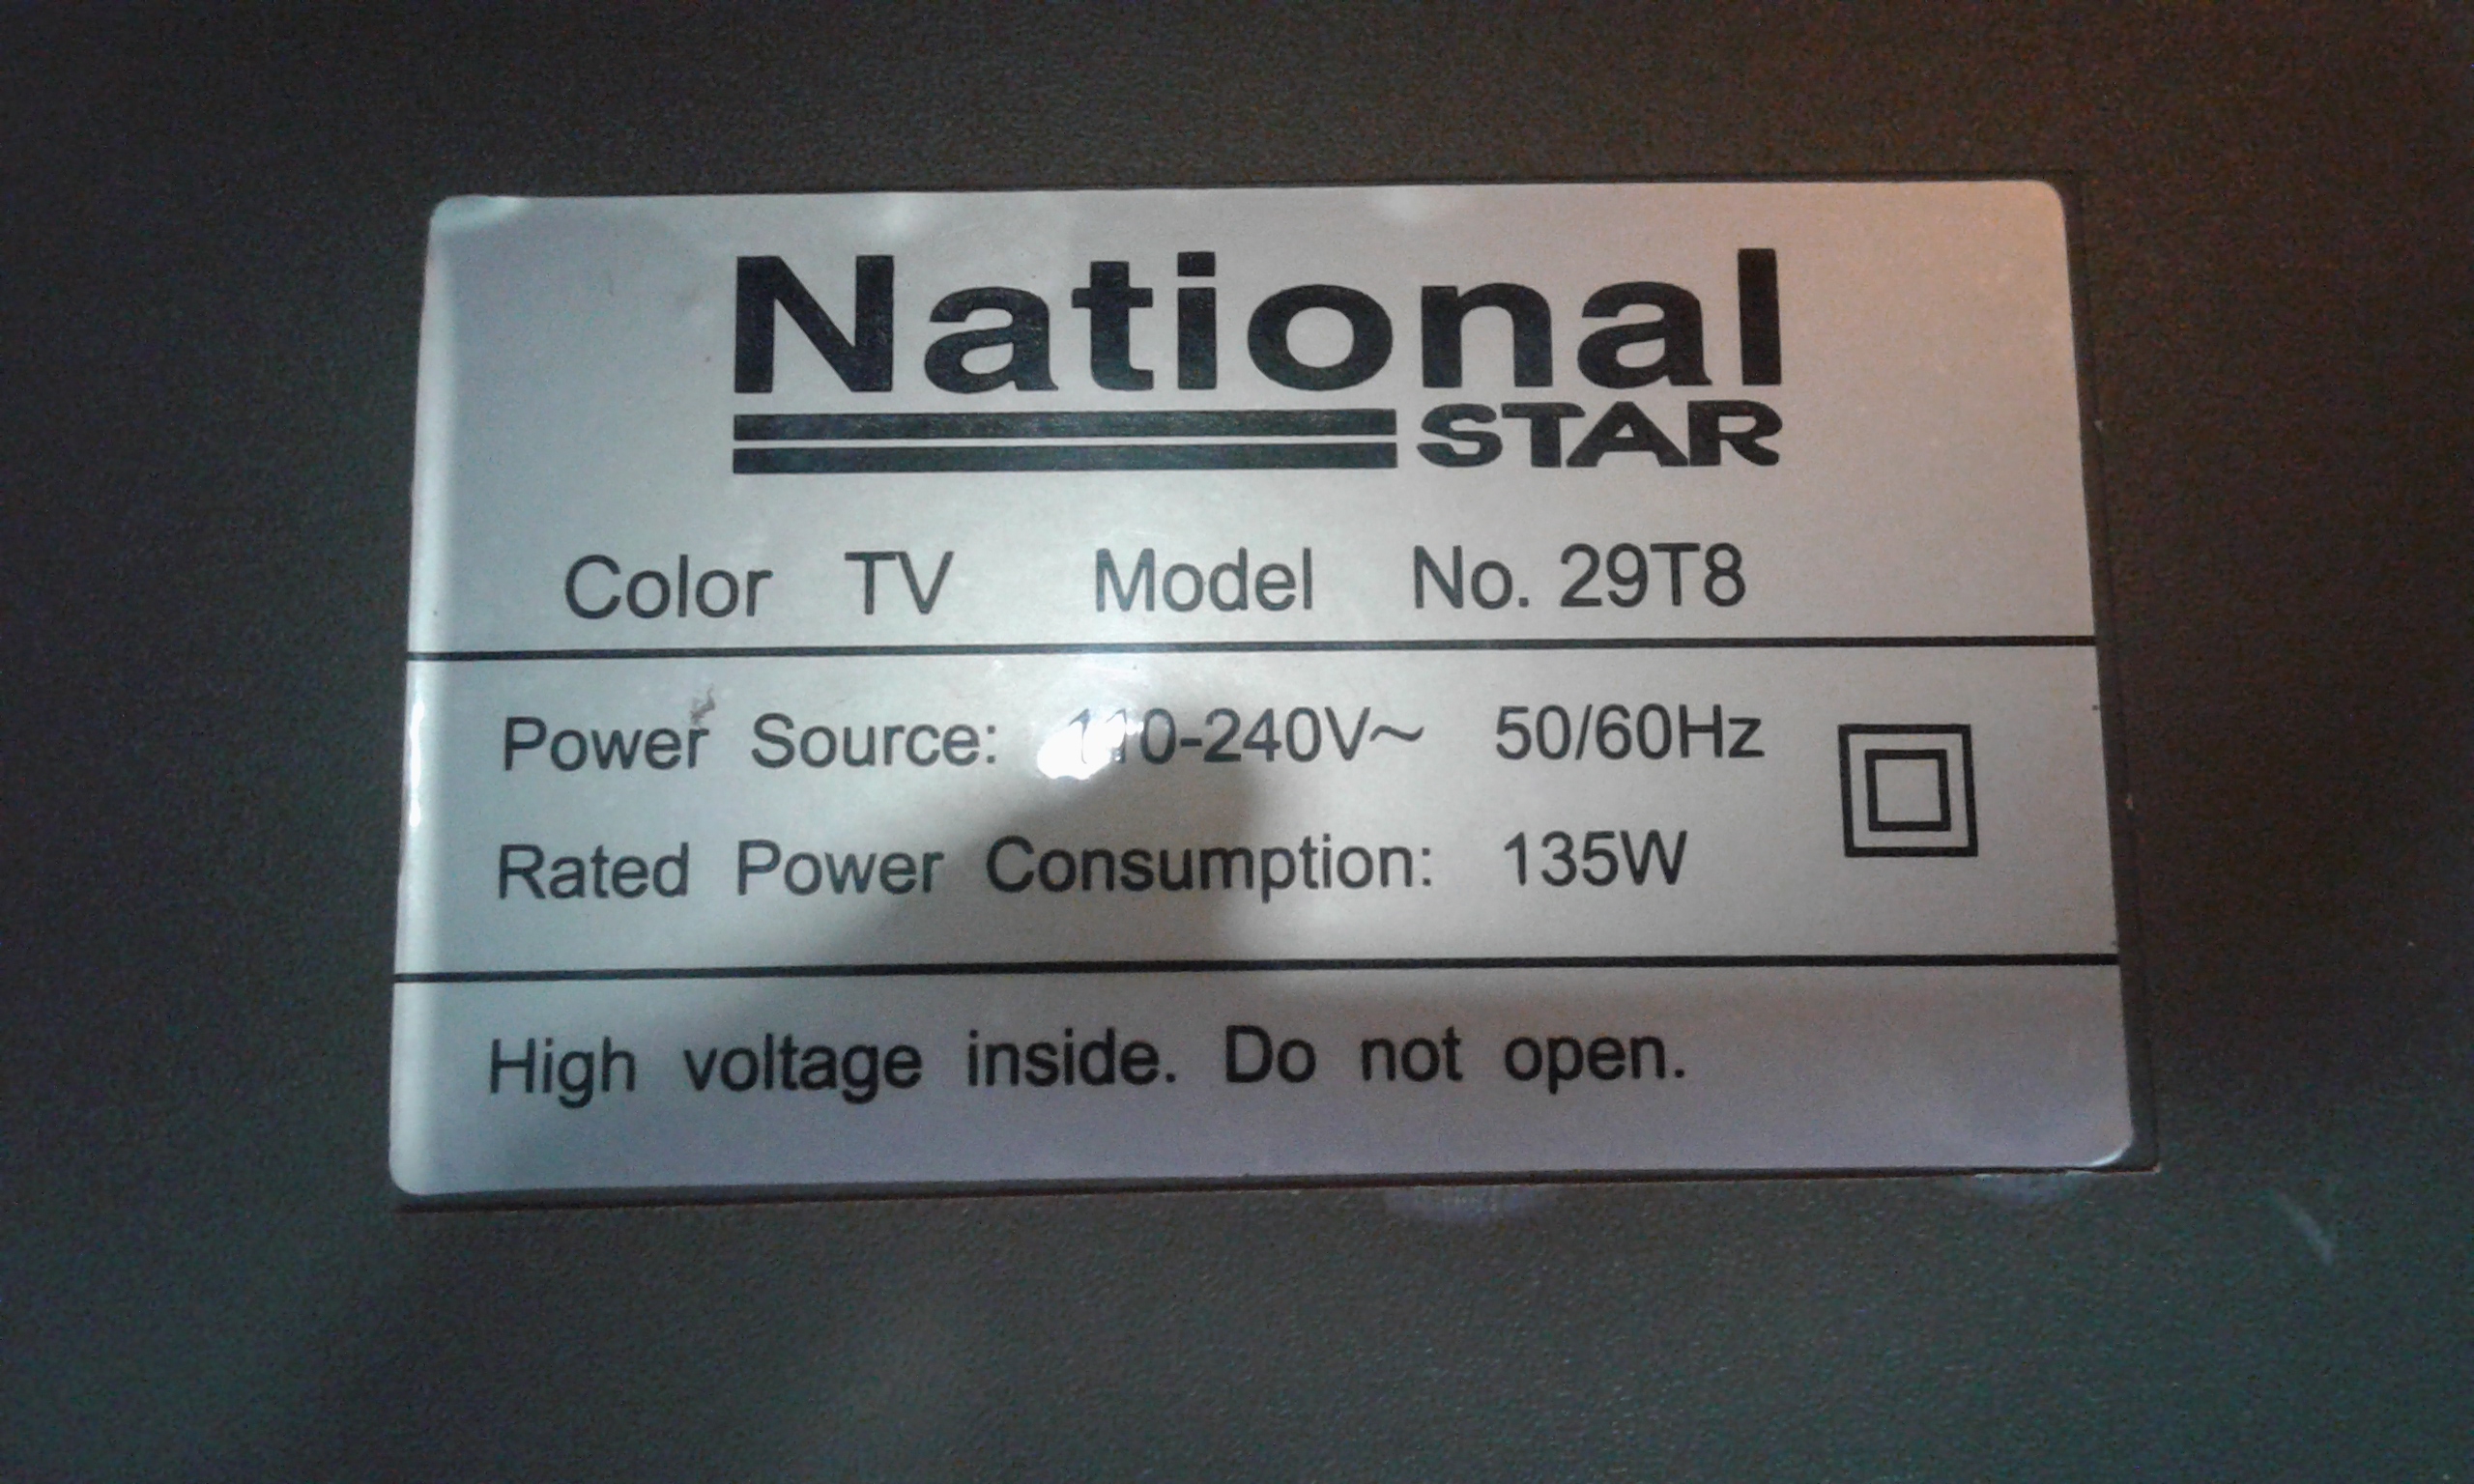 National
STAR
Color TV Model No. 29T8
Power Source: 110-240V~ 50/60Hz
Rated Power Consumption: 135W
High voltage inside. Do not open.